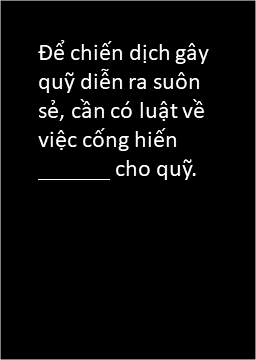 Để chiến dịch gây
quỹ diễn ra suôn
sẻ, cần có luật về
việc cống hiến
_______ cho quỹ.